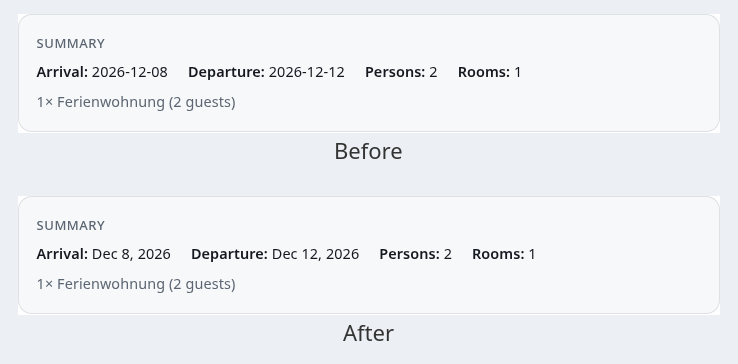 SUMMARY
Arrival: 2026-12-08 Departure: 2026-12-12 Persons: 2 Rooms: 1
1× Ferienwohnung (2 guests)
Before
SUMMARY
Arrival: Dec 8, 2026 Departure: Dec 12, 2026 Persons: 2 Rooms: 1
1× Ferienwohnung (2 guests)
After